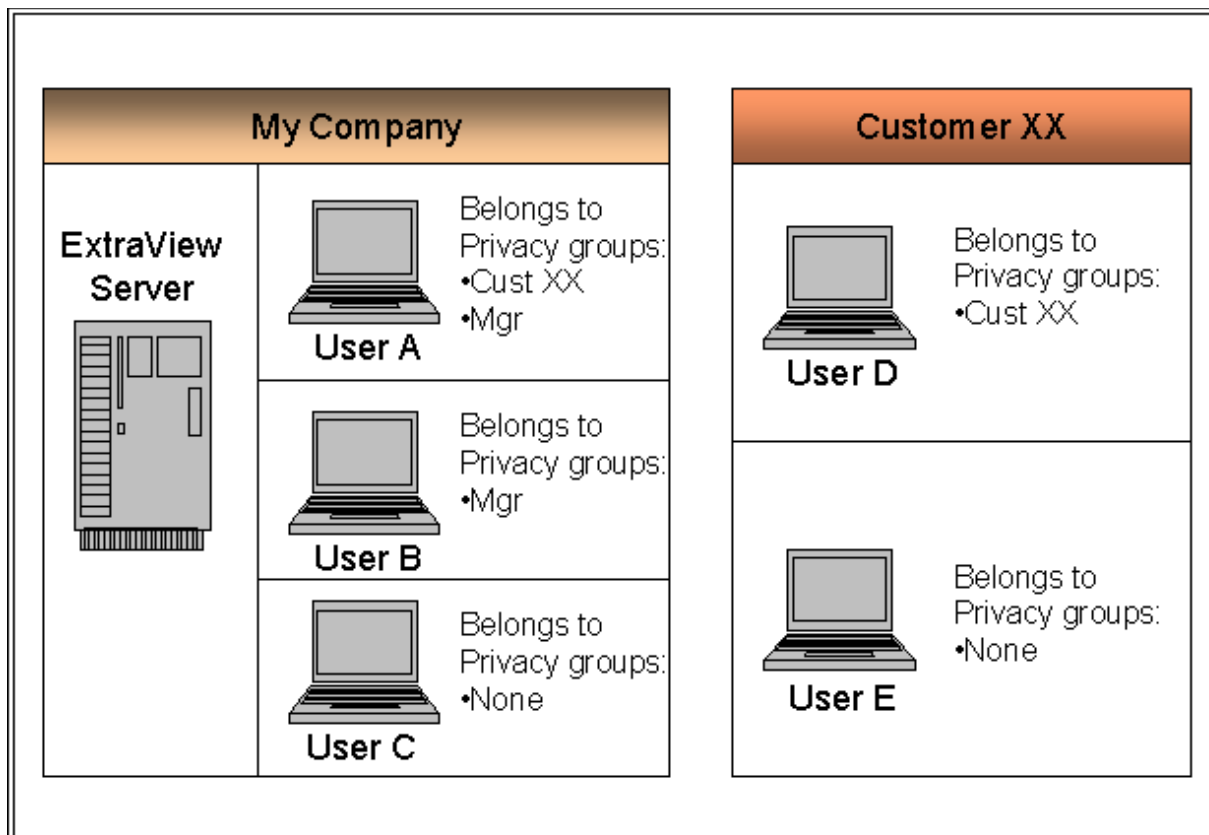 My Company
ExtraView
Server
Belongs to
Privacy groups:
•Cust XX
•Mgr
User A
Belongs to
Privacy groups:
•Mgr
User B
Belongs to
Privacy groups:
•None
User C
Customer XX
Belongs to
Privacy groups:
•Cust XX
User D
Belongs to
Privacy groups:
•None
User E